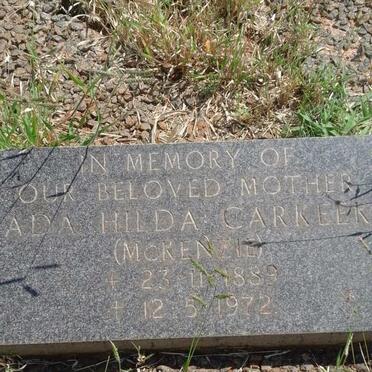 IN MEMORY OF
OUR BELOVED MOTHER
ADA HILDA CARKEEK
(MCKENZIE)
+ 23.11.1889
+ 12.5.1972